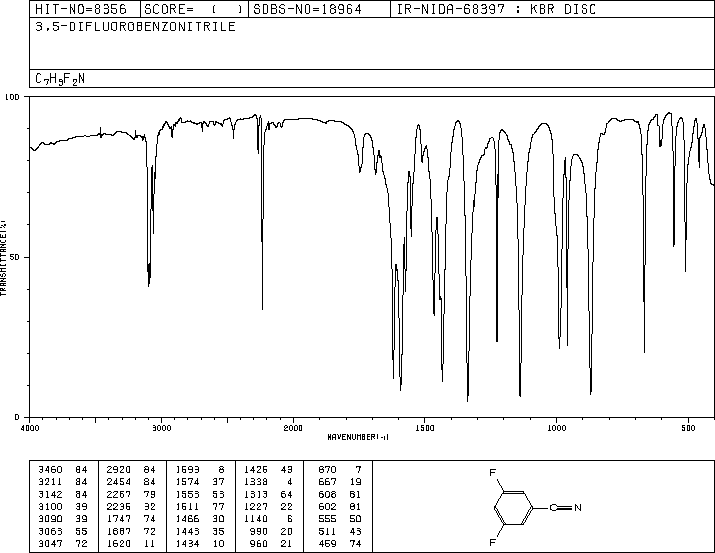 HIT-NO=8356 SCORE= ( ) SDBS-NO=18964 IR-NIDA-68397 : KBR DISC
3,5-DIFLUOROBENZONITRILE
C7H3F2N
100
50
0
TRANSMITTANCE(%)
4000 3000 2000 1500 1000 500
WAVENUMBER(-1)
3460 84 2920 84 1593 8 1425 43 870 7
3211 84 2454 84 1574 37 1338 4 667 19
3142 84 2267 79 1553 53 1313 64 608 81
3100 39 2236 32 1511 77 1227 22 602 81
3090 39 1747 74 1466 30 1140 6 555 50
3063 55 1687 72 1443 35 990 20 511 43
3047 72 1620 11 1434 10 960 21 459 74
F
C≡N
F